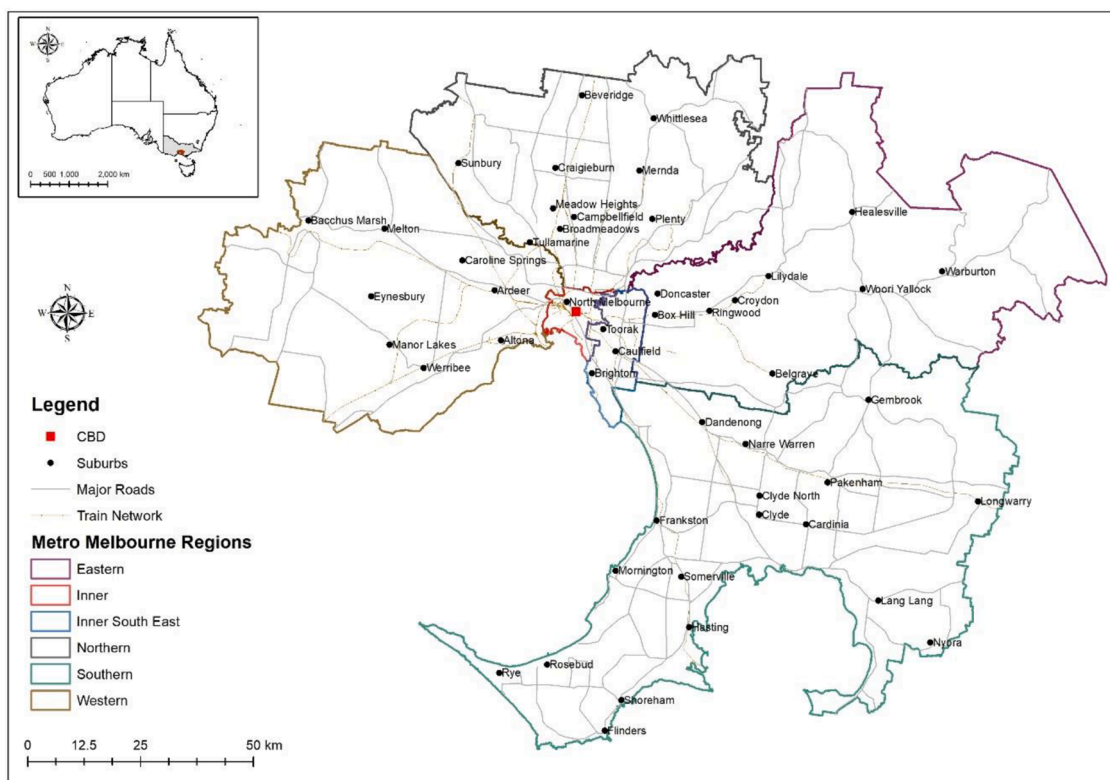 N
W E
S
0 500 1,000 2,000 km
Beveridge
Whittlesea
Sunbury
Craigieburn
Mernda
Meadow Heights
Campbellfield
Plenty
Broadmeadows
Tullamarine
Healesville
Bacchus Marsh
Melton
Caroline Springs
Lilydale
Warburton
Eynesbury
Ardeer
North Melbourne
Doncaster
Croydon
Woori Yallock
Box Hill
Ringwood
Toorak
Manor Lakes
Altona
Caulfield
Werribee
Brighton
Belgrave
Gembrook
Dandenong
Narre Warren
Pakenham
Clyde North
Longwarry
Clyde
Cardinia
Frankston
Mornington
Somerville
Lang Lang
Hasting
Nyora
Rosebud
Rye
Shoreham
Flinders
N
W E
S
Legend
CBD
Suburbs
Major Roads
Train Network
Metro Melbourne Regions
Eastern
Inner
Inner South East
Northern
Southern
Western
0 12.5 25 50 km